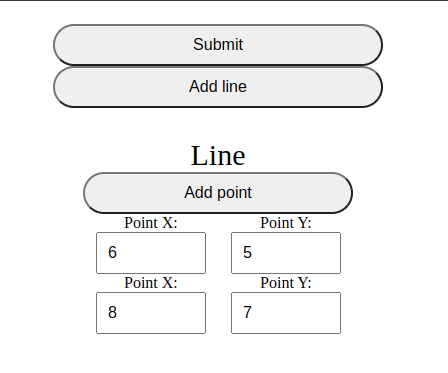 Submit
Add line
Line
Add point
Point X: Point Y:
6 5
Point X: Point Y:
8 7